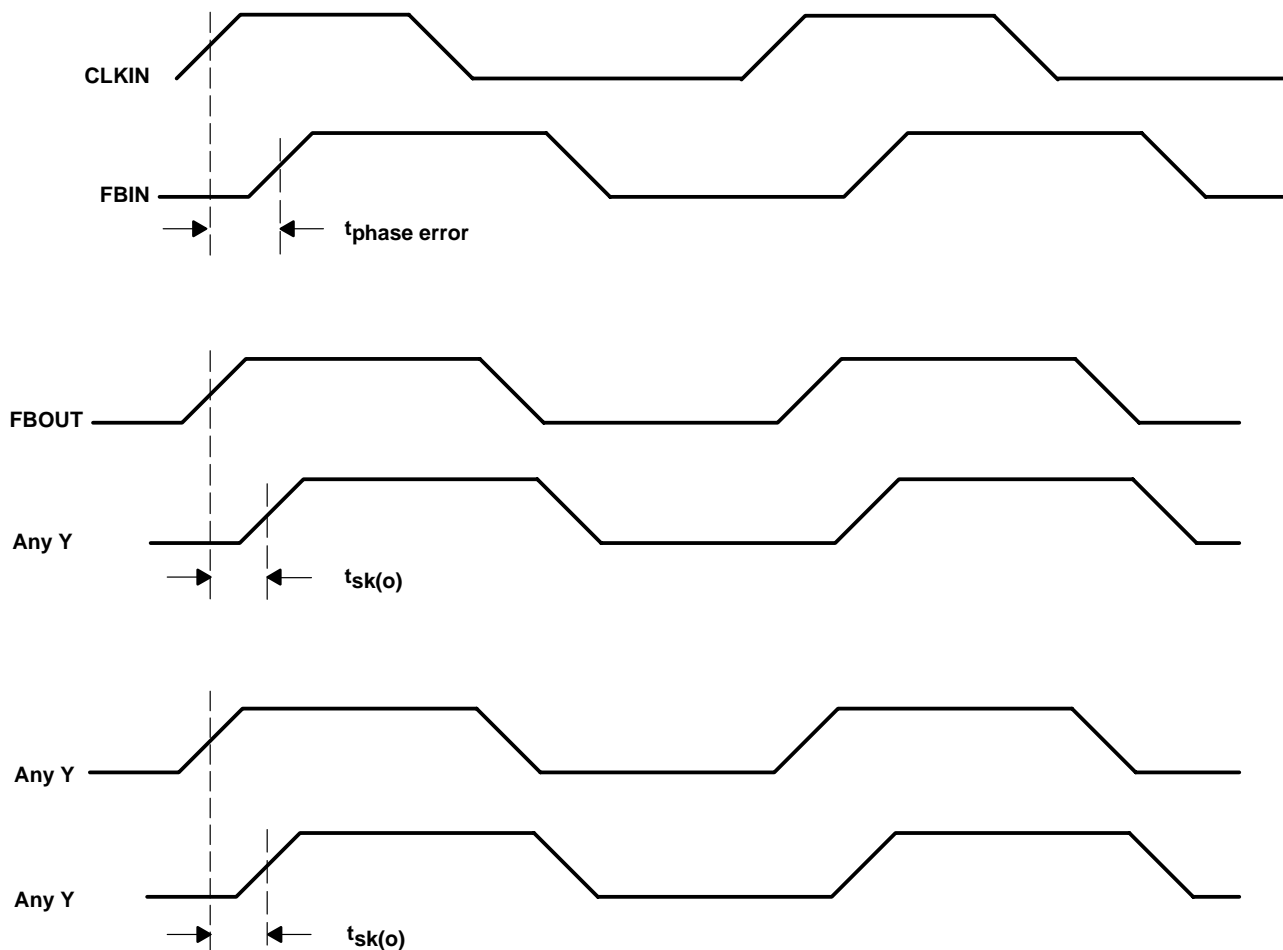 CLKIN
FBIN
tphase error
FBOUT
Any Y
tsk(o)
Any Y
Any Y
tsk(o)